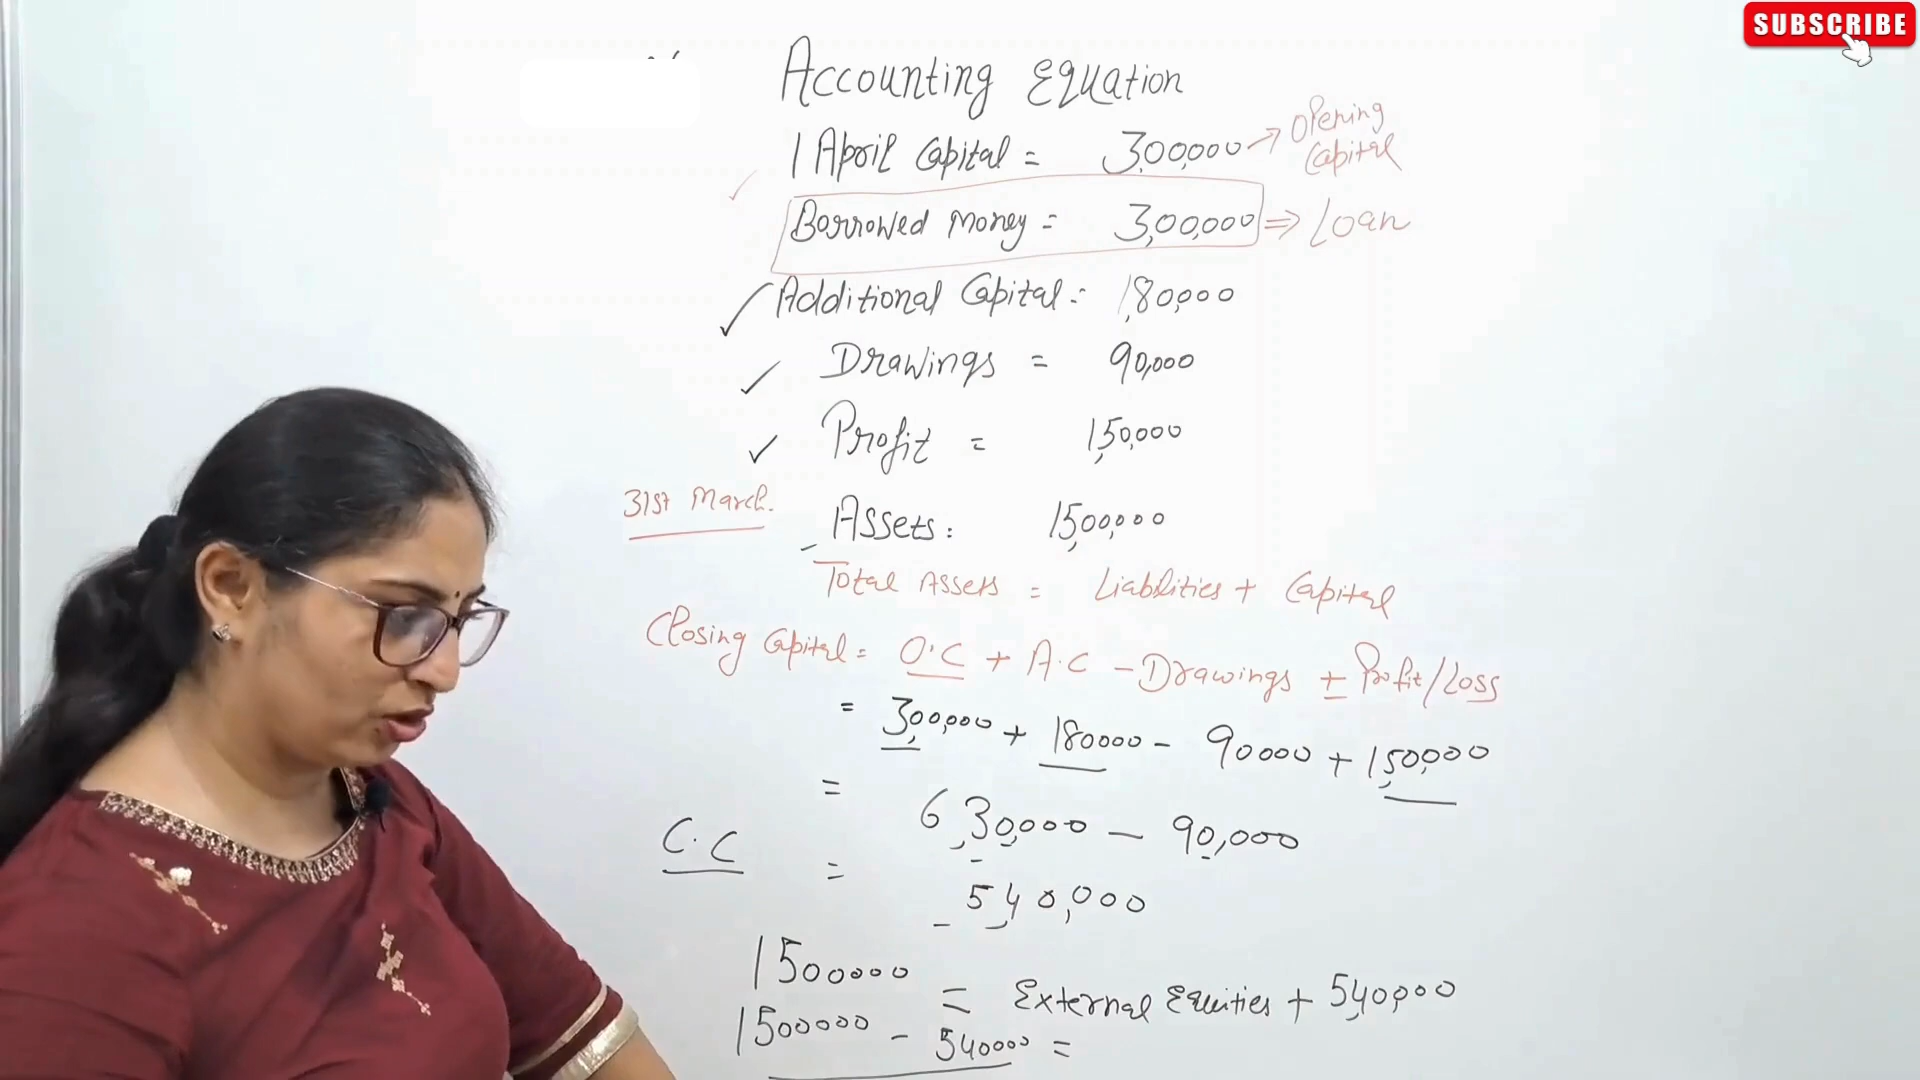 SUBSCRIBE
Accounting Equation
1 April Capital = 3,00,000 → Opening Capital
Borrowed Money = 3,00,000 ⇒ Loan
Additional Capital = 1,80,000
Drawings = 90,000
Profit = 1,50,000
31st March.
Assets = 15,00,000
Total Assets = Liablities + Capital
Closing Capital = O.C + A.C - Drawings ± Profit/Loss
= 3,00,000 + 180000 - 90000 + 1,50,000
= 6,30,000 - 90,000
C.C = 5,40,000
1500000 = External Equities + 5,40,000
1500000 - 540000 =